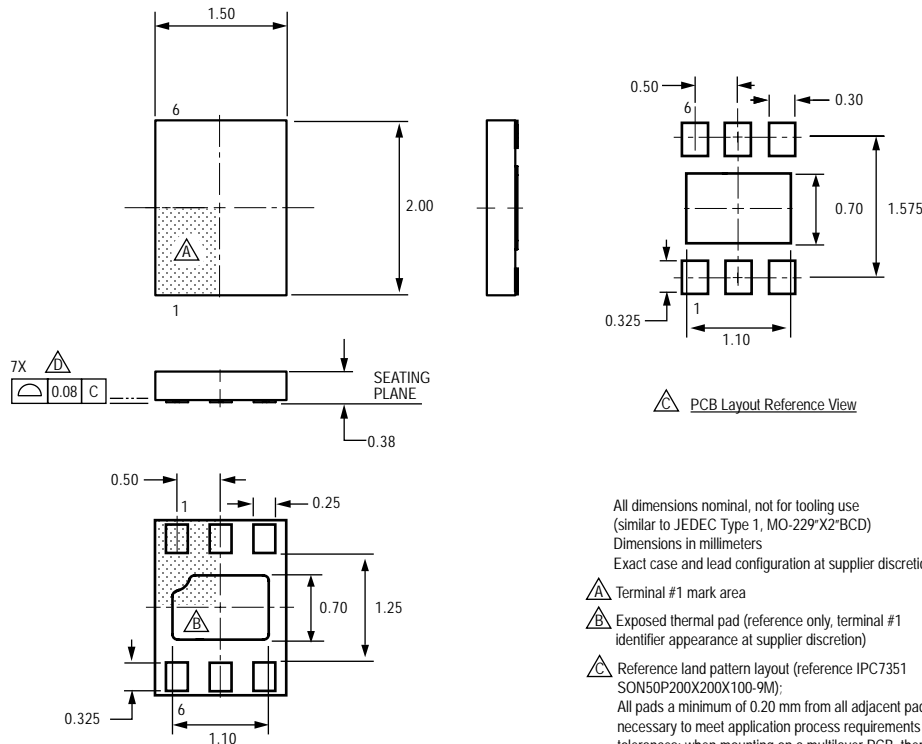 1.50
6
2.00
A
1
0.50
6
0.30
0.70
1.575
0.325
1
1.10
7X D
0.08 C
SEATING
PLANE
0.38
C PCB Layout Reference View
0.50
1
0.25
0.70
1.25
B
0.325
6
1.10
All dimensions nominal, not for tooling use
(similar to JEDEC Type 1, MO-229"X2"BCD)
Dimensions in millimeters
Exact case and lead configuration at supplier
A Terminal #1 mark area
B Exposed thermal pad (reference only, terminal #1
identifier appearance at supplier discretion)
C Reference land pattern layout (reference IPC7351
SON50P200X200X100-9M);
All pads a minimum of 0.20 mm from all adjacent
necessary to meet application process requirements